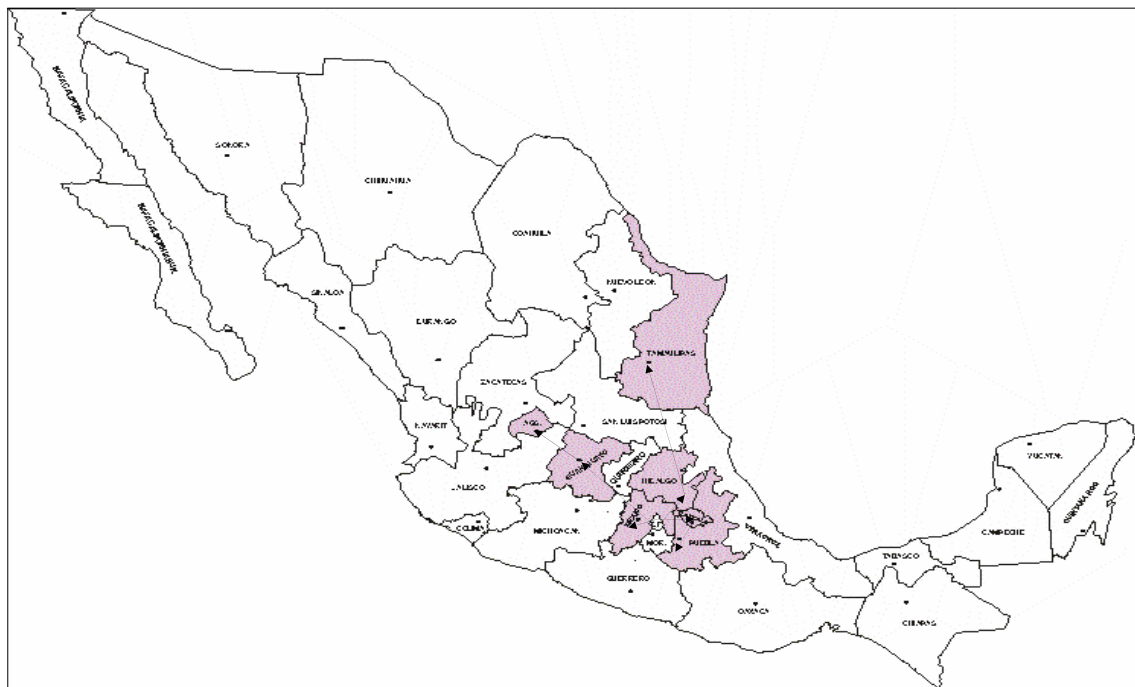 SONORA
CHIHUAHUA
COAHUILA
NUEVO LEON
SINALOA
DURANGO
TAMAULIPAS
ZACATECAS
NAYARIT
AGS.
SAN LUIS POTOSI
GUANAJUATO
QUERETARO
HIDALGO
JALISCO
YUCATAN
QUINTANA ROO
COLIMA
MICHOACAN
MEXICO
MOR.
PUEBLA
CAMPECHE
TABASCO
GUERRERO
OAXACA
CHIAPAS